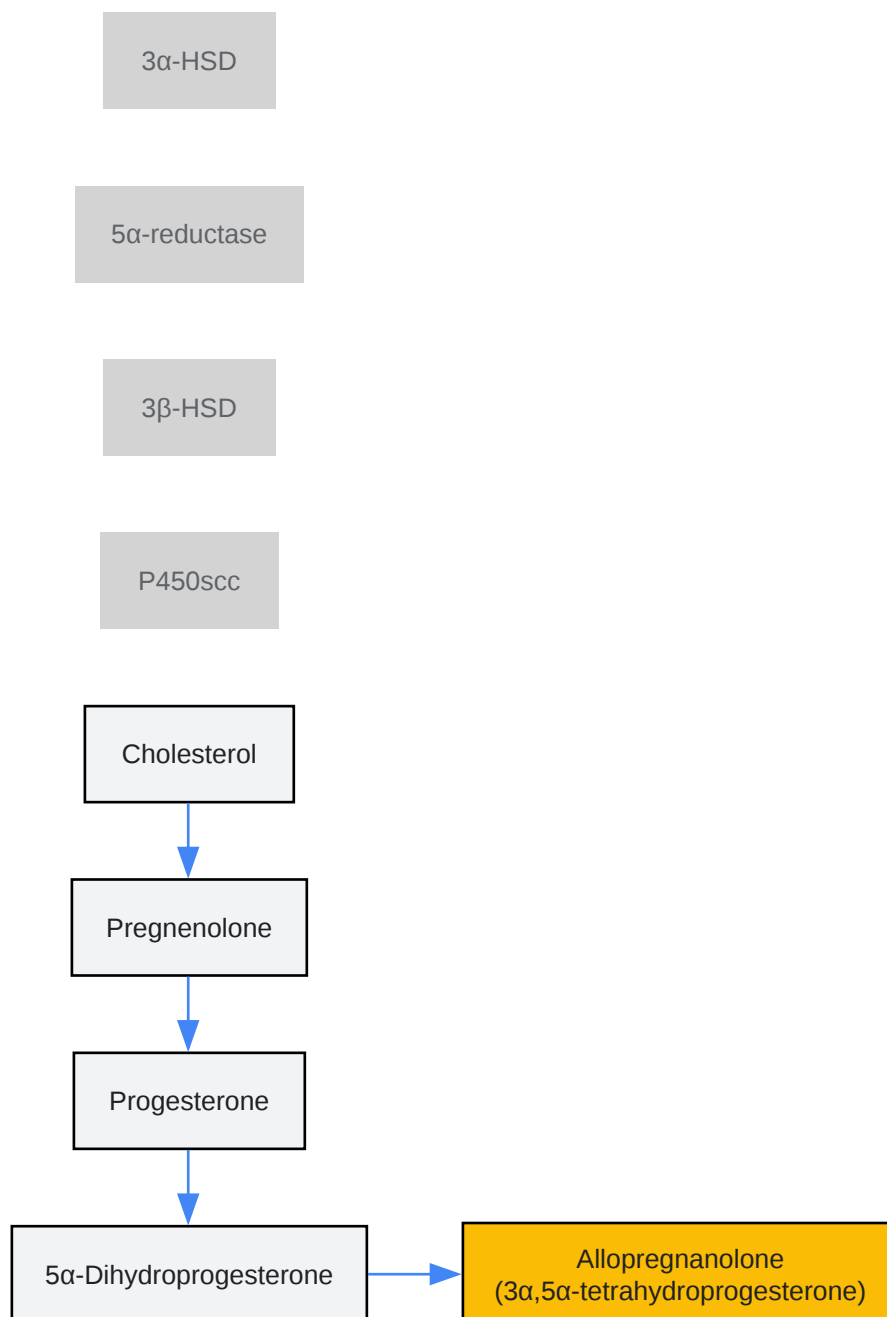 3α-HSD
5α-reductase
3β-HSD
P450scc
Cholesterol
Pregnenolone
Progesterone
5α-Dihydroprogesterone
Allopregnanolone
(3α,5α-tetrahydroprogesterone)